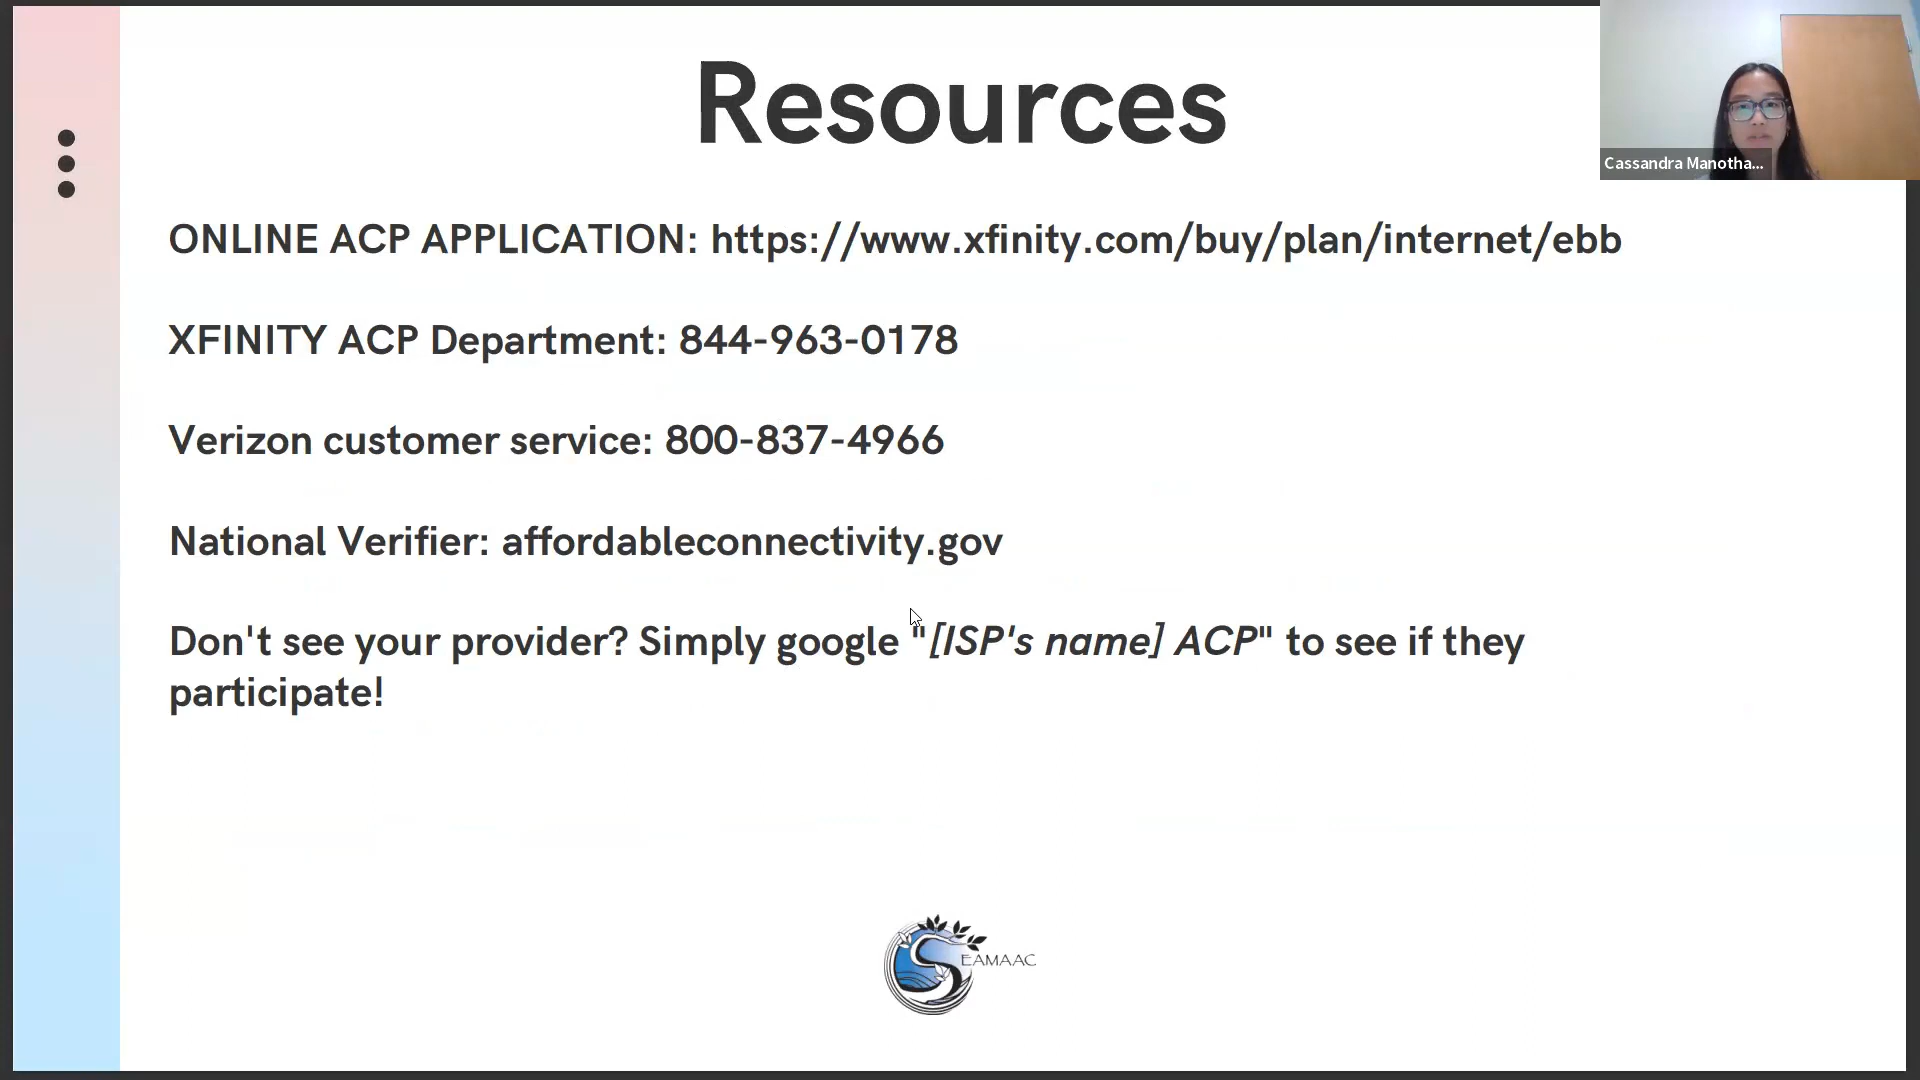 Resources
Cassandra Manotha...
ONLINE ACP APPLICATION: https://www.xfinity.com/buy/plan/internet/ebb
XFINITY ACP Department: 844-963-0178
Verizon customer service: 800-837-4966
National Verifier: affordableconnectivity.gov
Don't see your provider? Simply google "[ISP's name] ACP" to see if they
participate!
SEAMAAC